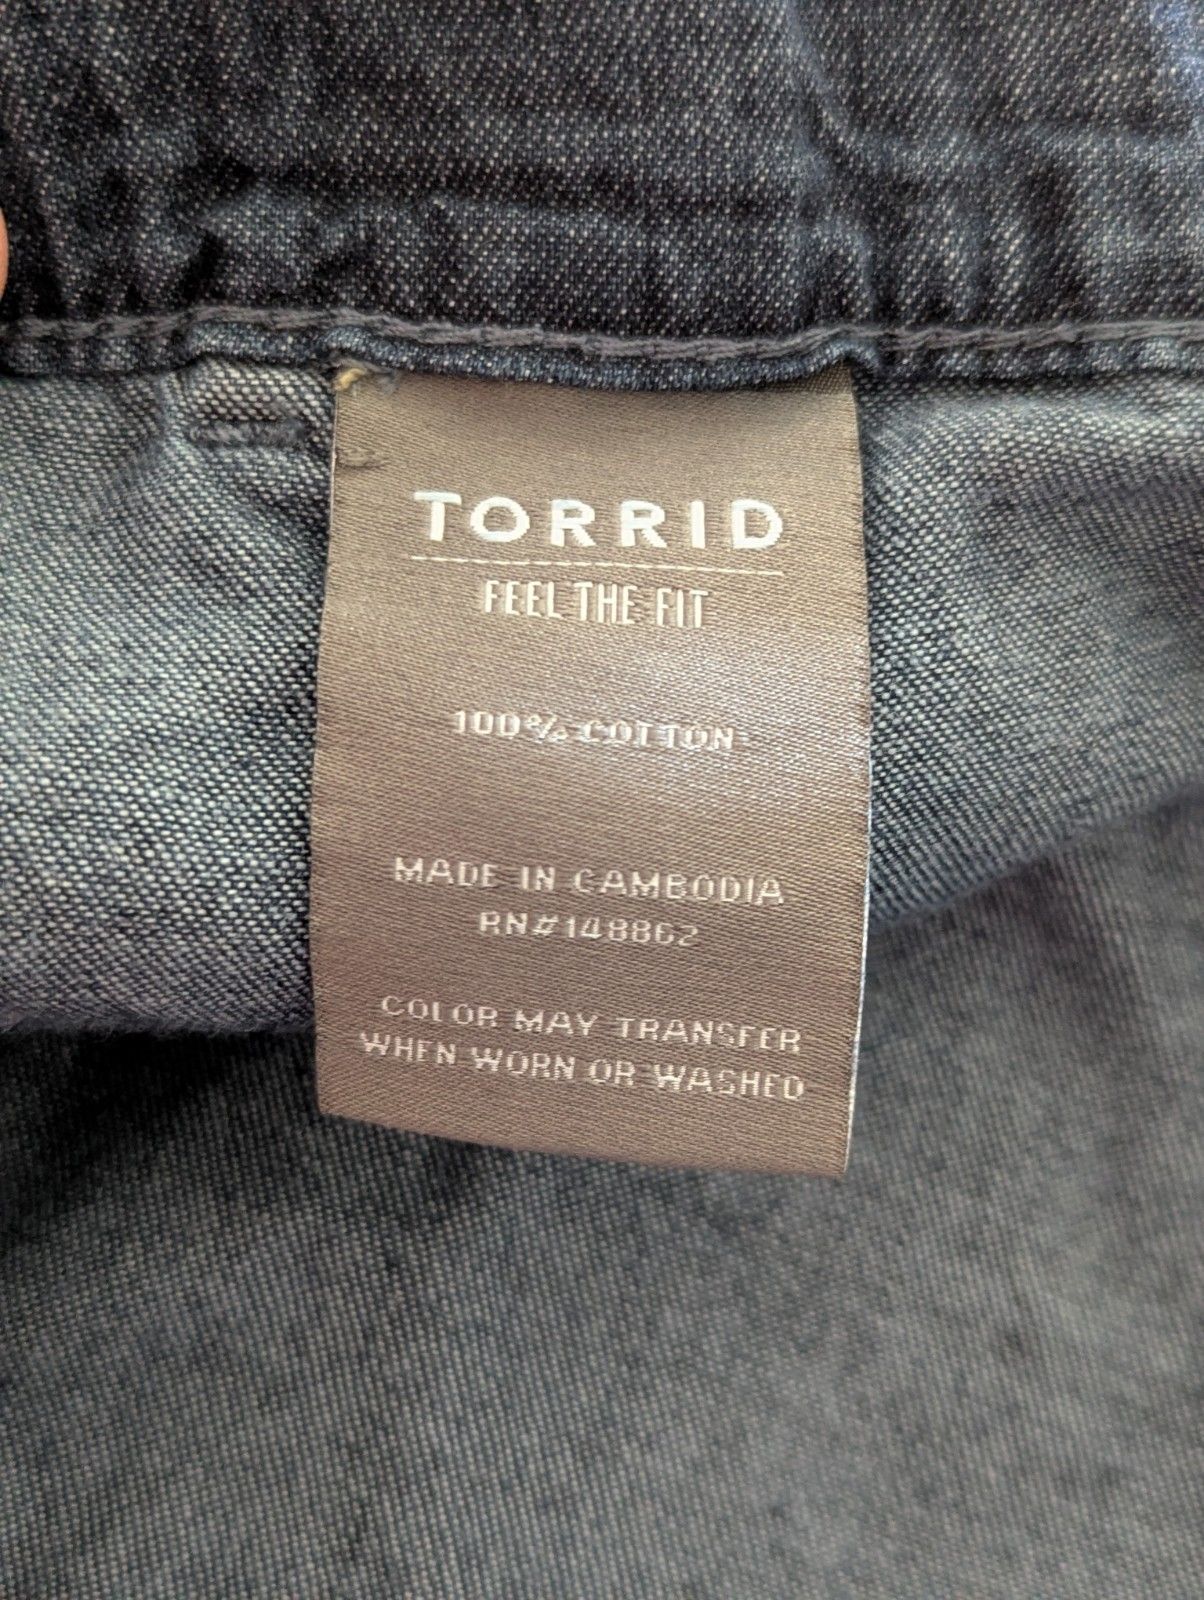 TORRID
FEEL THE FIT
100% COTTON
MADE IN CAMBODIA
RN#148862
COLOR MAY TRANSFER
WHEN WORN OR WASHED